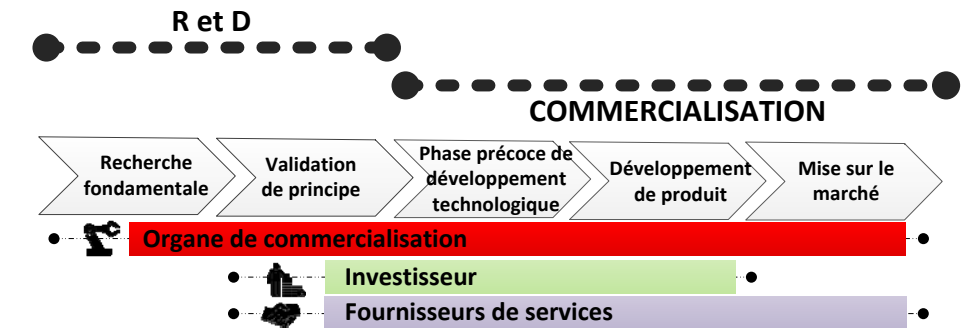 R et D
COMMERCIALISATION
Recherche
fondamentale
Validation
de principe
Phase précoce de
développement
technologique
Développement
de produit
Mise sur le
marché
Organe de commercialisation
Investisseur
Fournisseurs de services